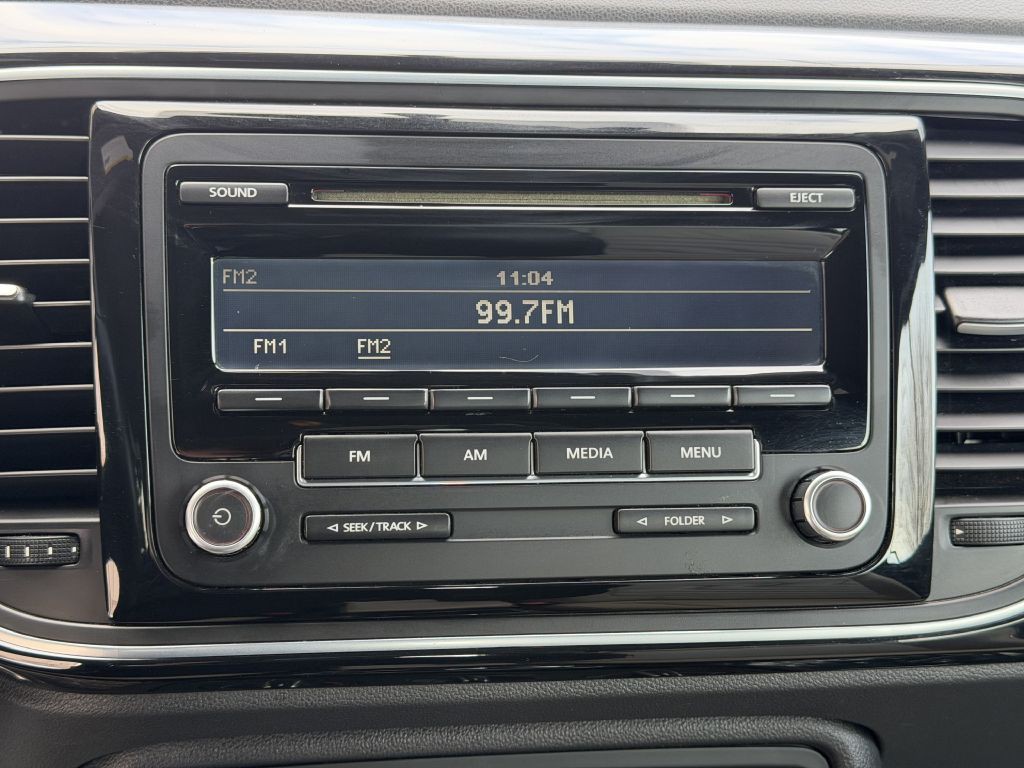 SOUND EJECT
FM2 11:04
99.7FM
FM1 FM2
FM AM MEDIA MENU
◁ SEEK/TRACK ▷ ◁ FOLDER ▷